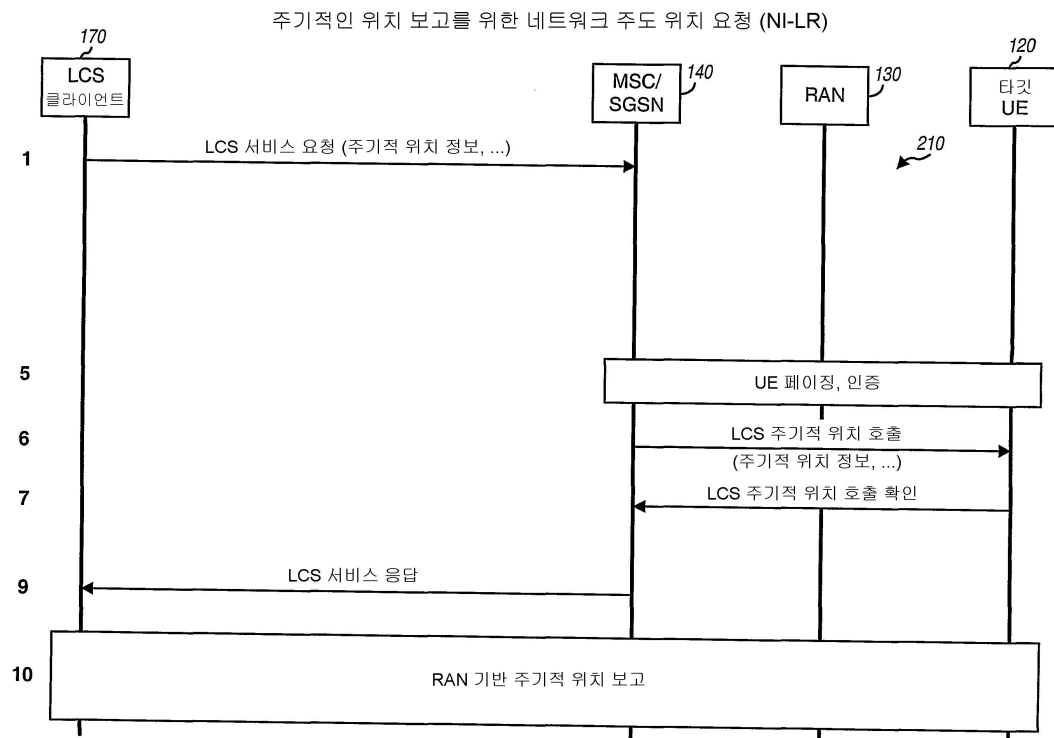 주기적인 위치 보고를 위한 네트워크 주도 위치 요청 (NI-LR)
170
LCS
클라이언트
MSC/
SGSN
140
RAN
130
120
타깃
UE
210
1
LCS 서비스 요청 (주기적 위치 정보, ...)
5
UE 페이징, 인증
6
LCS 주기적 위치 호출
(주기적 위치 정보, ...)
7
LCS 주기적 위치 호출 확인
9
LCS 서비스 응답
10
RAN 기반 주기적 위치 보고